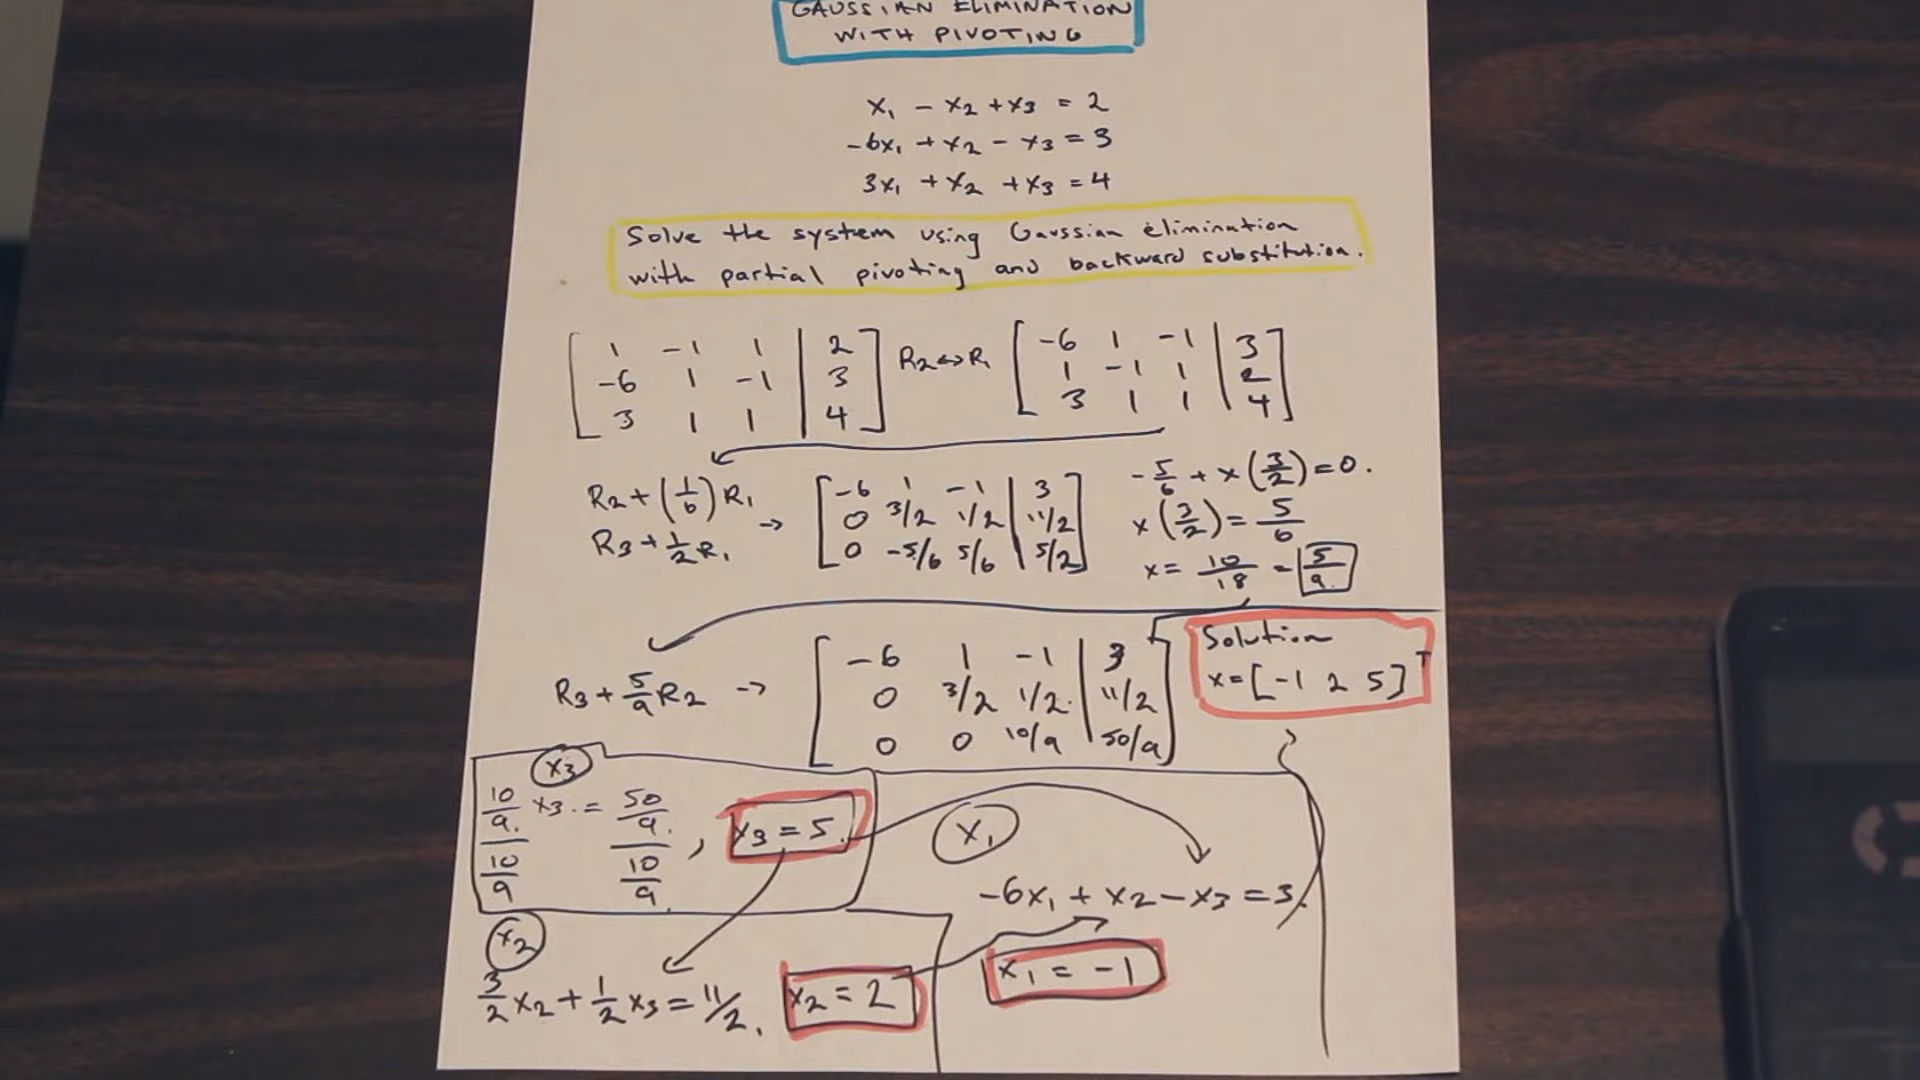 GAUSSIAN ELIMINATION
WITH PIVOTING
x₁ - x₂ + x₃ = 2
-6x₁ + x₂ - x₃ = 3
3x₁ + x₂ + x₃ = 4
Solve the system using Gaussian elimination
with partial pivoting and backward substitution.
[ 1 -1 1 | 2 ] R₂↔R₁ [ -6 1 -1 | 3 ]
[ -6 1 -1 | 3 ] [ 1 -1 1 | 2 ]
[ 3 1 1 | 4 ] [ 3 1 1 | 4 ]
R₂ + (1/6) R₁
R₃ + 1/2 R₁ →
[ -6 1 -1 | 3 ]
[ 0 3/2 1/2 | 11/2 ]
[ 0 -5/6 5/6 | 5/2 ]
-5/6 + x(3/2) = 0.
x(3/2) = 5/6
x = 10/18 = 5/9.
R₃ + 5/9 R₂ →
[ -6 1 -1 | 3 ]
[ 0 3/2 1/2. | 11/2 ]
[ 0 0 10/9 | 50/9 ]
Solution
x = [-1 2 5]ᵀ
x₃
10/9. x₃. = 50/9. , x₃ = 5.
10/9 10/9.
x₁
-6x₁ + x₂ - x₃ = 3.
x₁ = -1
x₂
3/2 x₂ + 1/2 x₃ = 11/2. x₂ = 2